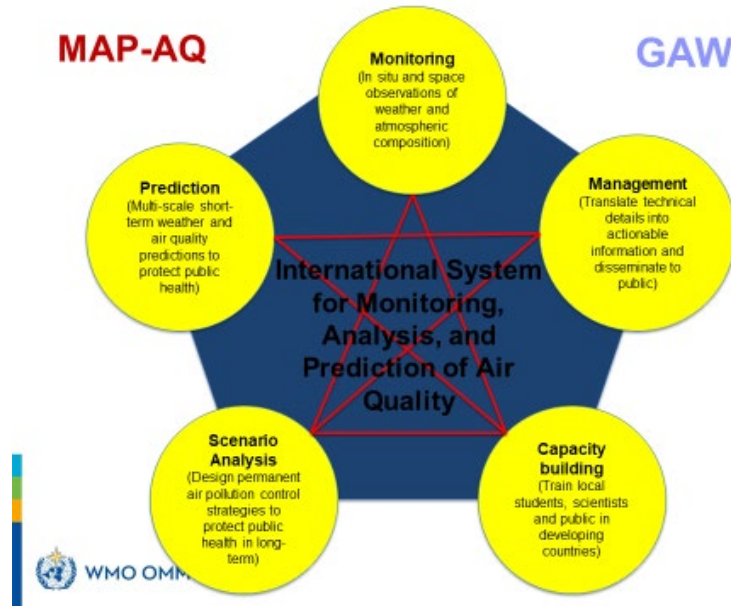 MAP-AQ
GAW
Monitoring
(In situ and space
observations of
weather and
atmospheric
composition)
Prediction
(Multi-scale short-
term weather and
air quality
predictions to
protect public
health)
Management
(Translate technical
details into
actionable
information and
disseminate to
public)
International System
for Monitoring,
Analysis, and
Prediction of Air
Quality
Scenario
Analysis
(Design permanent
air pollution control
strategies to
protect public
health in long-
term)
Capacity
building
(Train local
students, scientists
and public in
developing
countries)
WMO OMM